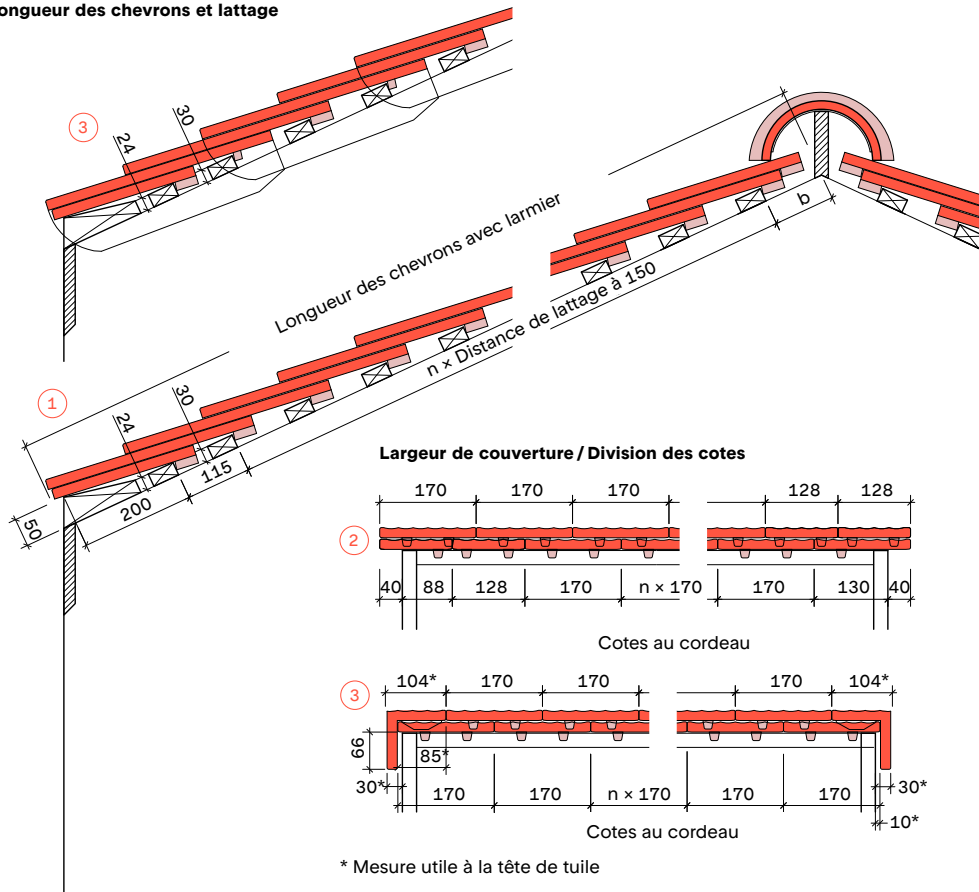 ongueur des chevrons et lattage
3
24
30
b
Longueur des chevrons avec larmier
n × Distance de lattage à 150
1
24
30
50
200
115
Largeur de couverture / Division des cotes
170 170 170 128 128
2
40 88 128 170 n × 170 170 130 40
Cotes au cordeau
3
104* 170 170 170 104*
66
85*
30* 30*
170 170 n × 170 170 170
10*
Cotes au cordeau
* Mesure utile à la tête de tuile